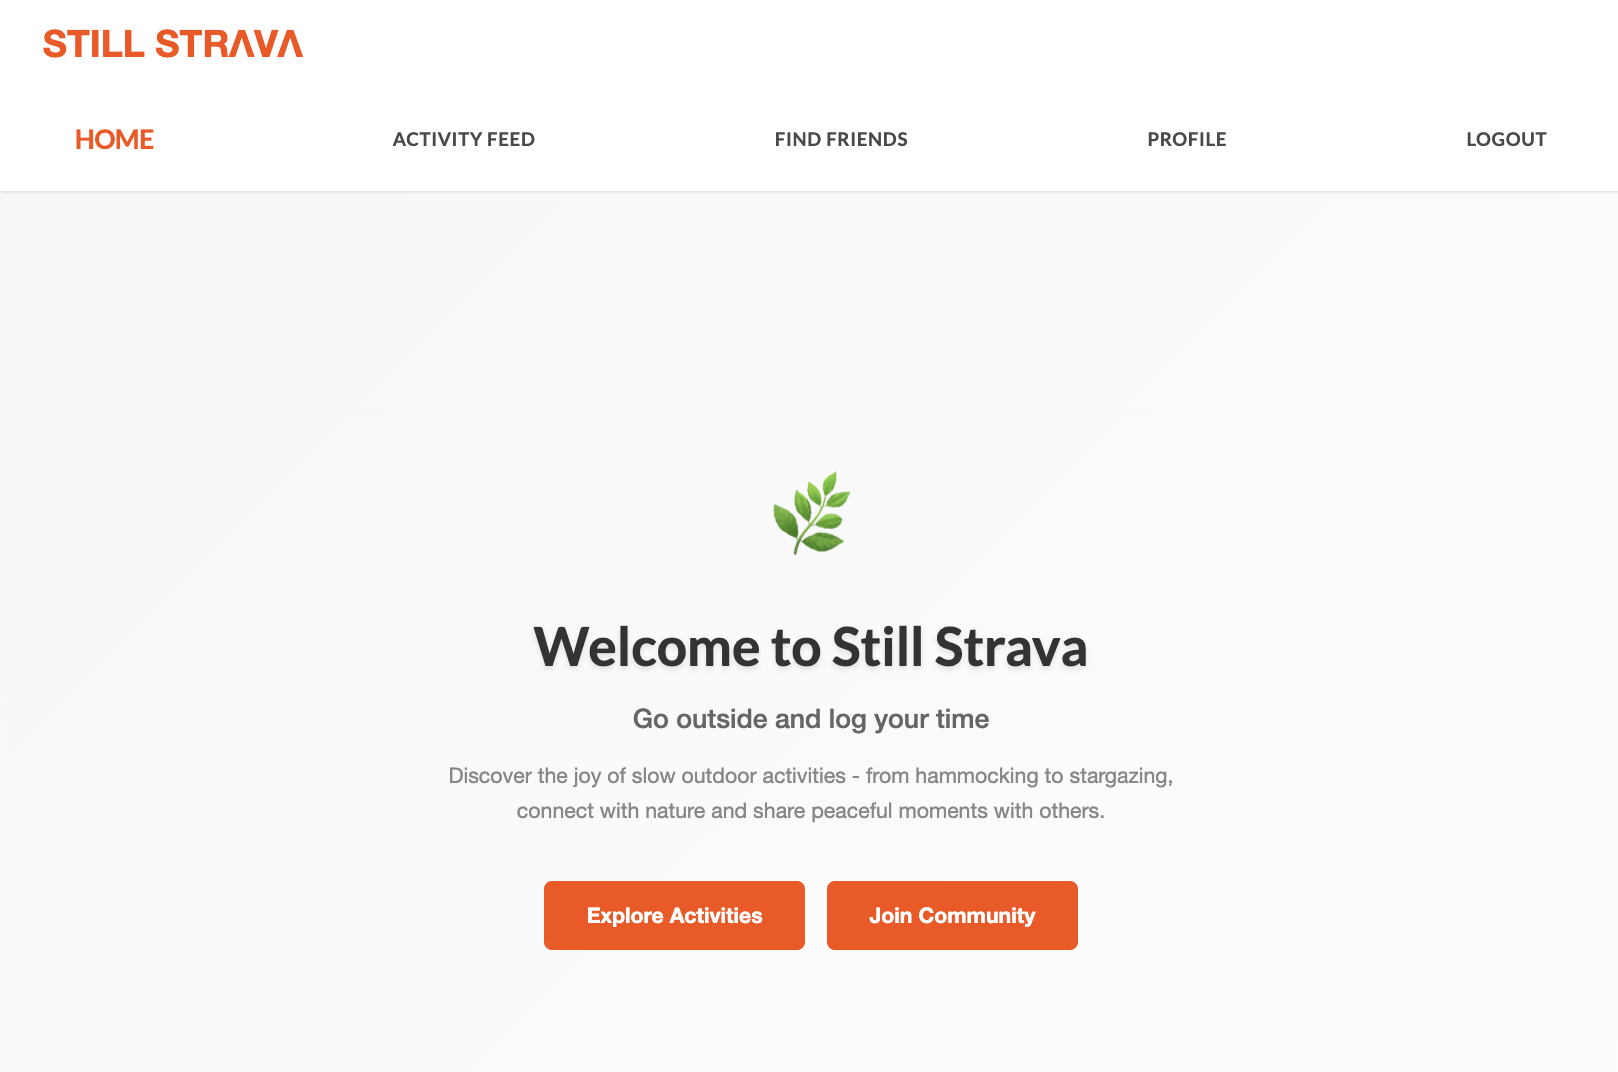 STILL STRAVA
HOME
ACTIVITY FEED
FIND FRIENDS
PROFILE
LOGOUT
Welcome to Still Strava
Go outside and log your time
Discover the joy of slow outdoor activities - from hammocking to stargazing,
connect with nature and share peaceful moments with others.
Explore Activities
Join Community